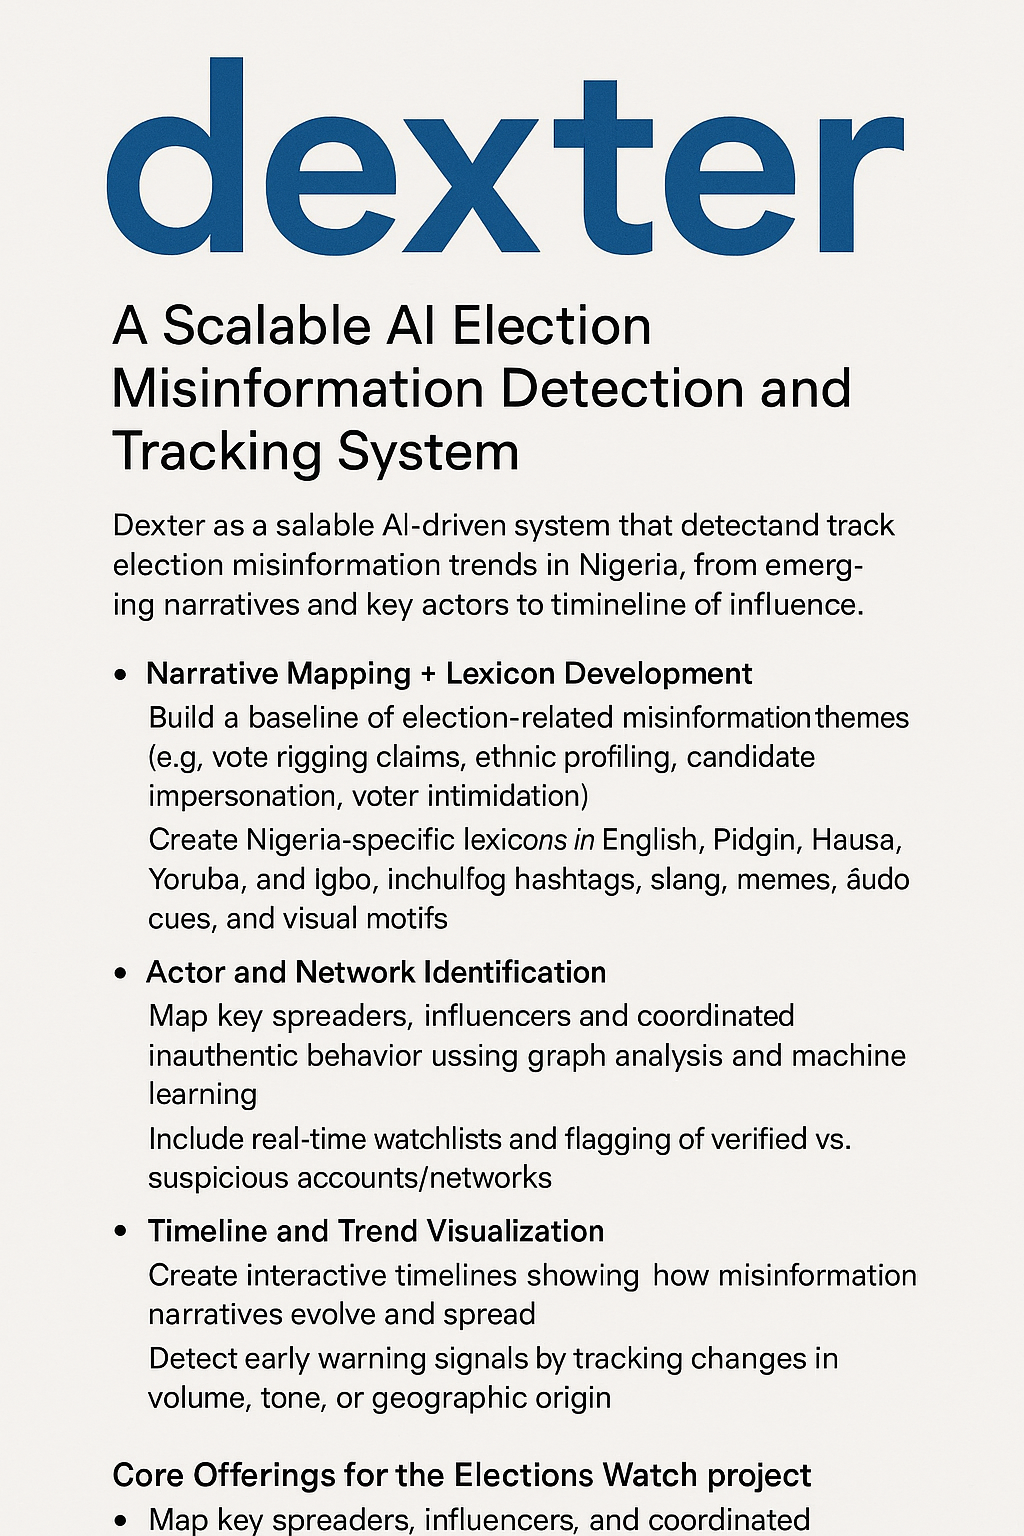 dexter
A Scalable AI Election
Misinformation Detection and
Tracking System
Dexter as a salable AI-driven system that detectand track
election misinformation trends in Nigeria, from emerg-
ing narratives and key actors to timineline of influence.
• Narrative Mapping + Lexicon Development
Build a baseline of election-related misinformationthemes
(e.g, vote rigging claims, ethnic profiling, candidate
impersonation, voter intimidation)
Create Nigeria-specific lexicons in English, Pidgin, Hausa,
Yoruba, and Igbo, inchulfog hashtags, slang, memes, âudo
cues, and visual motifs
• Actor and Network Identification
Map key spreaders, influencers and coordinated
inauthentic behavior ussing graph analysis and machine
learning
Include real-time watchlists and flagging of verified vs.
suspicious accounts/networks
• Timeline and Trend Visualization
Create interactive timelines showing how misinformation
narratives evolve and spread
Detect early warning signals by tracking changes in
volume, tone, or geographic origin
Core Offerings for the Elections Watch project
• Map key spreaders, influencers, and coordinated